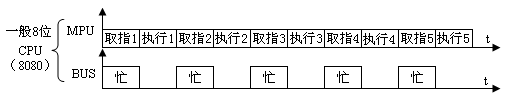 MPU
取指1 执行1 取指2 执行2 取指3 执行3 取指4 执行4 取指5 执行5 t
一般8位
CPU
（8080）
BUS 忙 忙 忙 忙 忙 t